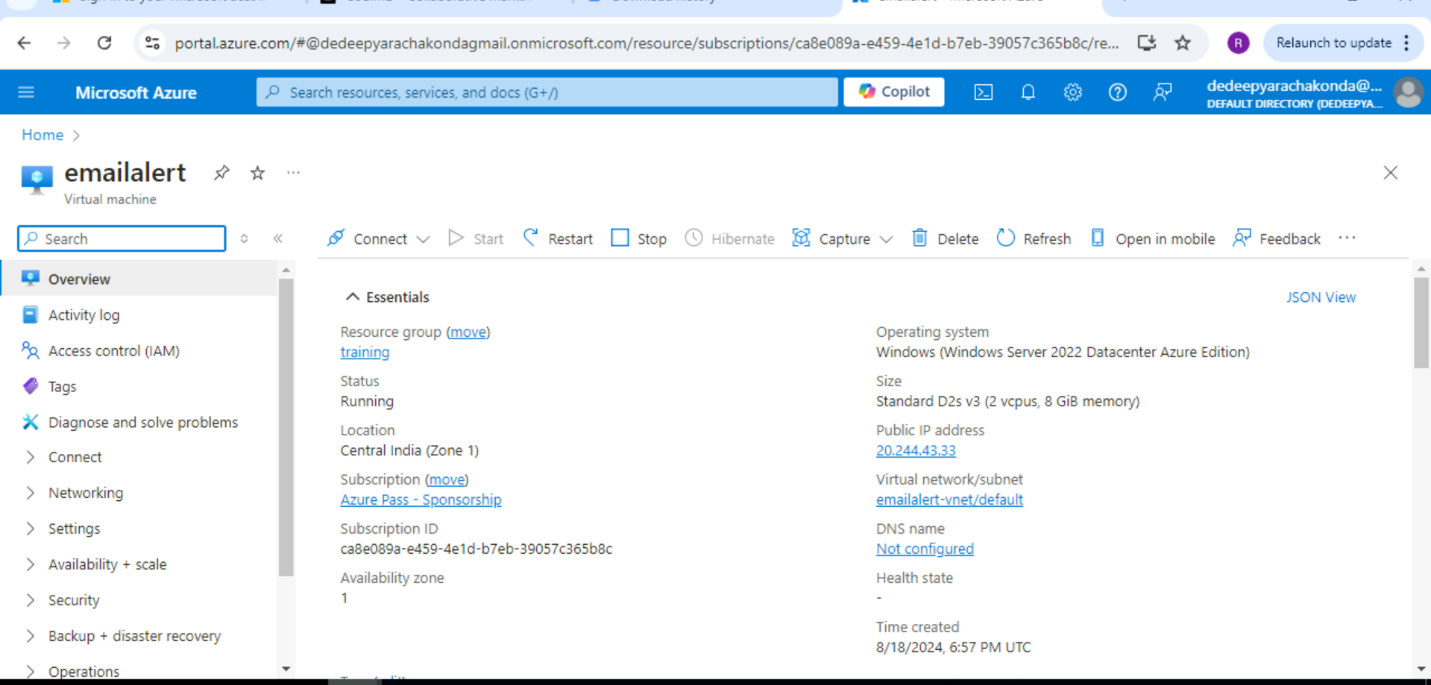 portal.azure.com/#@dedeepyarachakondagmail.onmicrosoft.com/resource/subscriptions/ca8e089a-e459-4e1d-b7eb-39057c365b8c/re...
R
Relaunch to update
Microsoft Azure
Search resources, services, and docs (G+/)
Copilot
dedeepyarachakonda@...
DEFAULT DIRECTORY (DEDEEPYA...
Home
emailalert
Virtual machine
Search
Connect
Start
Restart
Stop
Hibernate
Capture
Delete
Refresh
Open in mobile
Feedback
Overview
Activity log
Access control (IAM)
Tags
Diagnose and solve problems
Connect
Networking
Settings
Availability + scale
Security
Backup + disaster recovery
Operations
Essentials
JSON View
Resource group (move)
training
Status
Running
Location
Central India (Zone 1)
Subscription (move)
Azure Pass - Sponsorship
Subscription ID
ca8e089a-e459-4e1d-b7eb-39057c365b8c
Availability zone
1
Operating system
Windows (Windows Server 2022 Datacenter Azure Edition)
Size
Standard D2s v3 (2 vcpus, 8 GiB memory)
Public IP address
20.244.43.33
Virtual network/subnet
emailalert-vnet/default
DNS name
Not configured
Health state
-
Time created
8/18/2024, 6:57 PM UTC